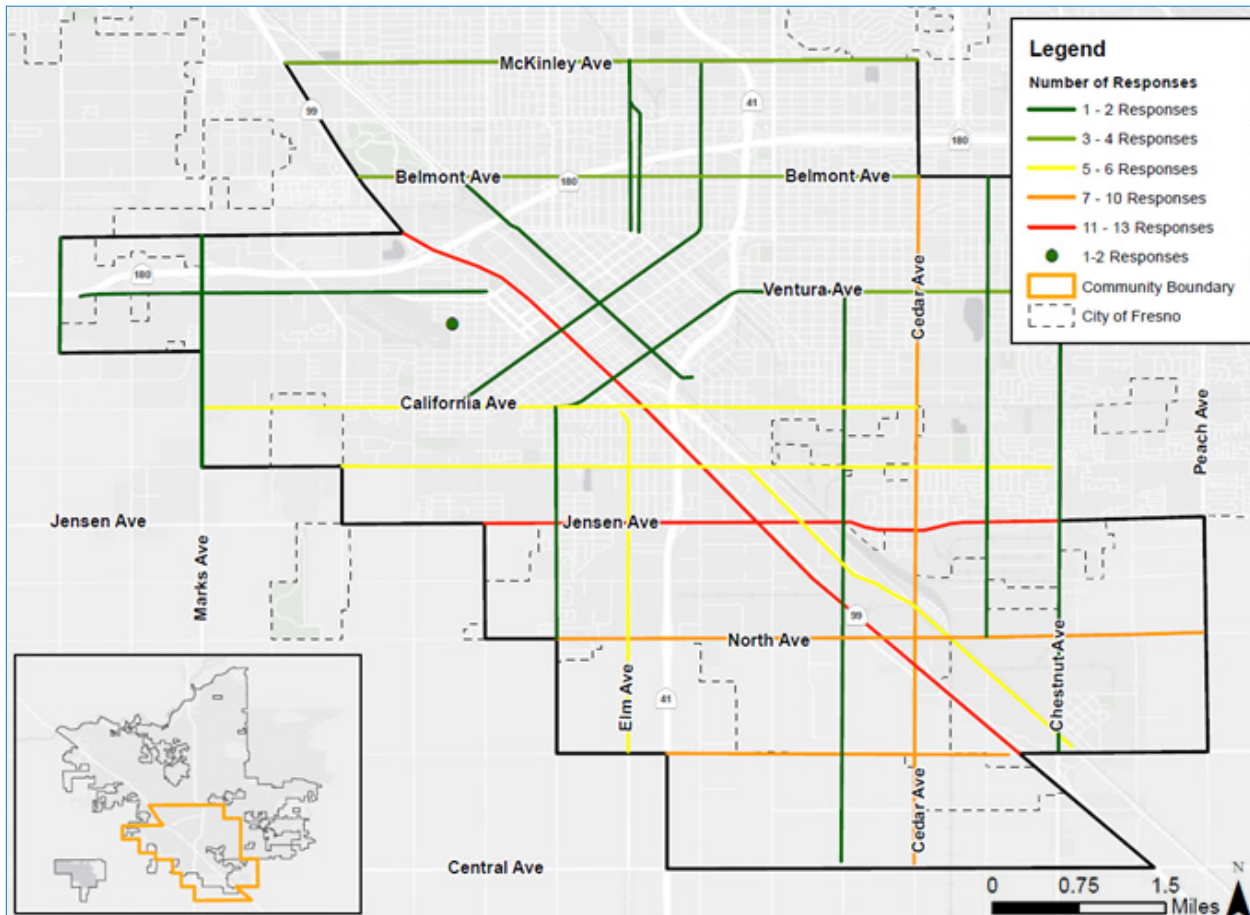 Legend
Number of Responses
1 - 2 Responses
3 - 4 Responses
5 - 6 Responses
7 - 10 Responses
11 - 13 Responses
1-2 Responses
Community Boundary
City of Fresno
McKinley Ave
99
41
180
Belmont Ave
180
Belmont Ave
180
Ventura Ave
Cedar Ave
California Ave
Peach Ave
Jensen Ave
Jensen Ave
Marks Ave
99
North Ave
Elm Ave
41
Chestnut Ave
Cedar Ave
Central Ave
N
0 0.75 1.5
Miles